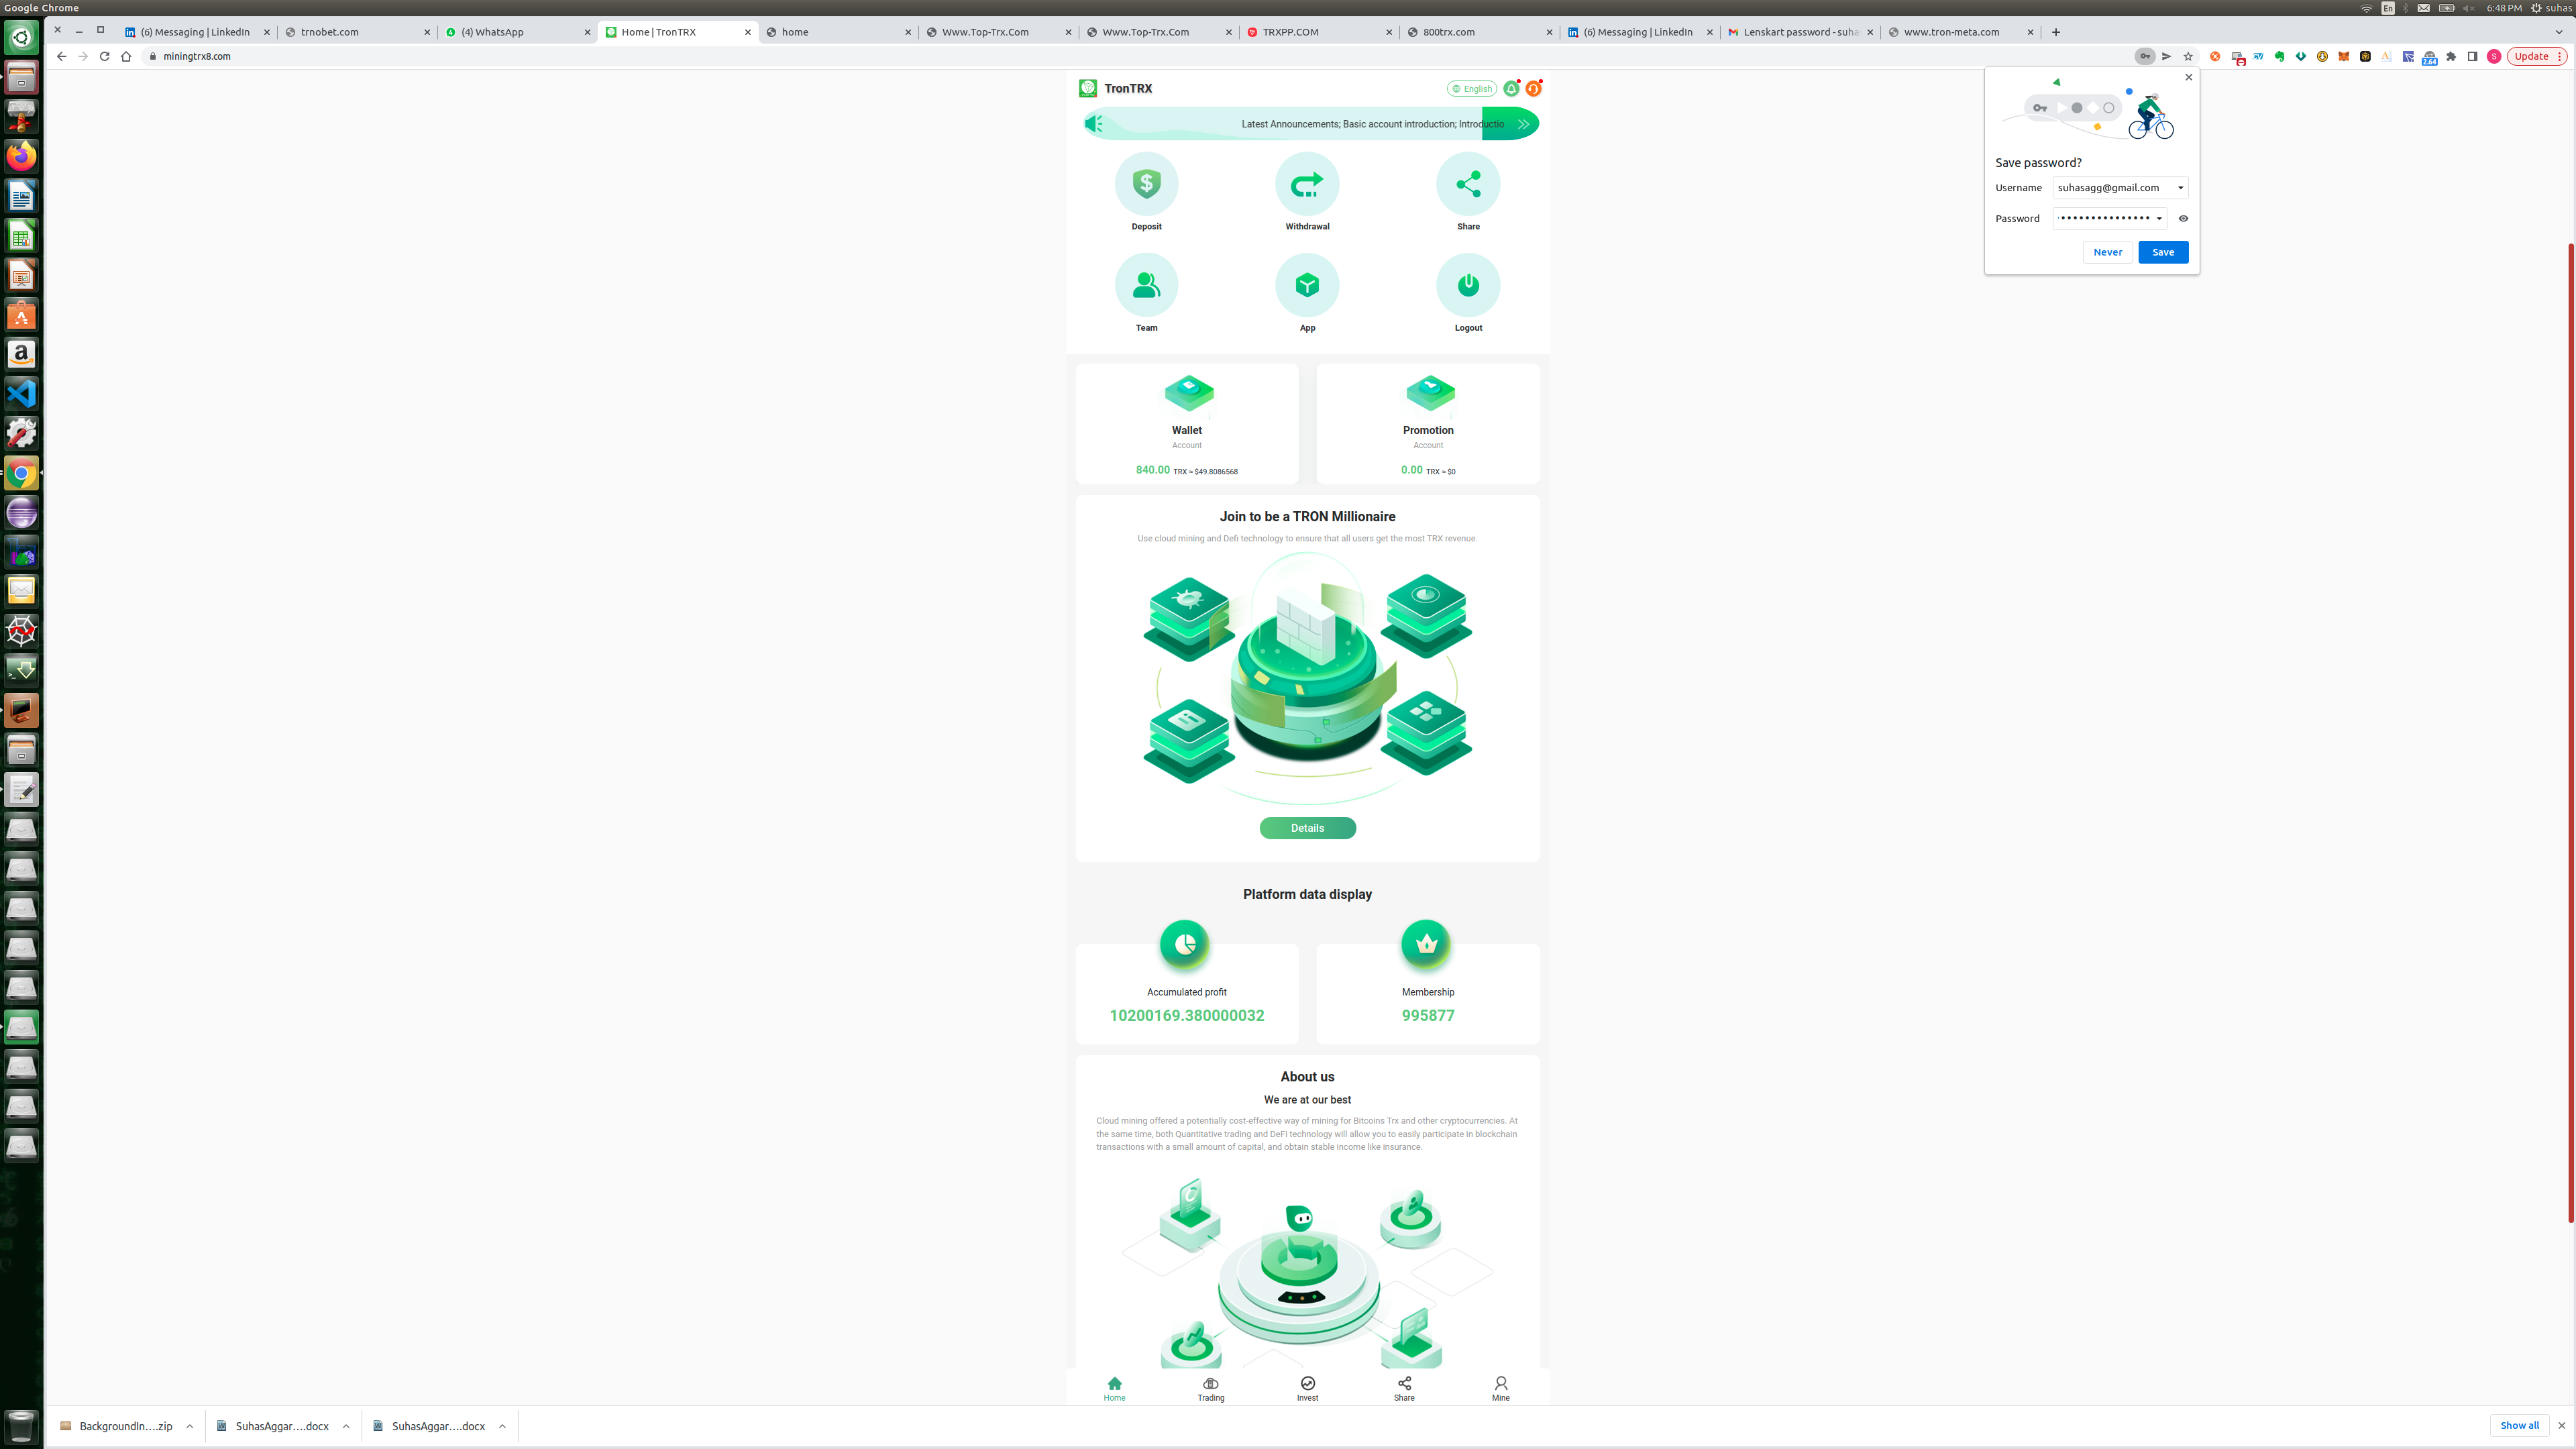 Google Chrome
En
6:48 PM
suhas
(6) Messaging | LinkedIn
trnobet.com
(4) WhatsApp
Home | TronTRX
home
Www.Top-Trx.Com
Www.Top-Trx.Com
TRXPP.COM
800trx.com
(6) Messaging | LinkedIn
Lenskart password - suha
www.tron-meta.com
miningtrx8.com
2.64
S
Update
TronTRX
English
Latest Announcements; Basic account introduction; Introductio
Save password?
Username
suhasagg@gmail.com
Password
Never
Save
Deposit
Withdrawal
Share
Team
App
Logout
Wallet
Account
840.00 TRX ≈ $49.8086568
Promotion
Account
0.00 TRX ≈ $0
Join to be a TRON Millionaire
Use cloud mining and Defi technology to ensure that all users get the most TRX revenue.
Details
Platform data display
Accumulated profit
10200169.380000032
Membership
995877
About us
We are at our best
Cloud mining offered a potentially cost-effective way of mining for Bitcoins Trx and other cryptocurrencies. At
the same time, both Quantitative trading and DeFi technology will allow you to easily participate in blockchain
transactions with a small amount of capital, and obtain stable income like insurance.
Home
Trading
Invest
Share
Mine
BackgroundIn....zip
SuhasAggar....docx
SuhasAggar....docx
Show all